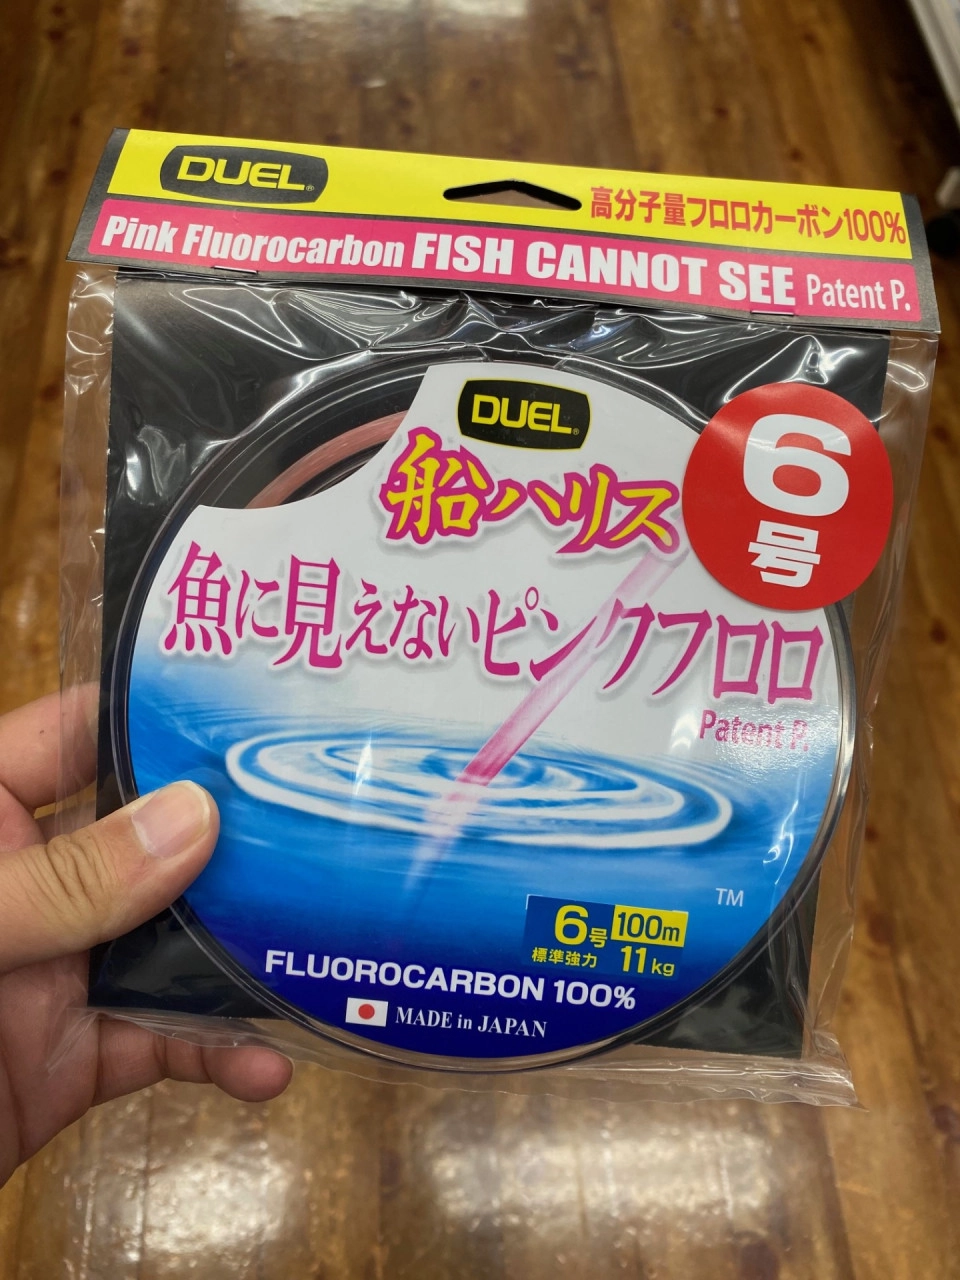 DUEL®
高分子量フロロカーボン100%
Pink Fluorocarbon FISH CANNOT SEE Patent P.
DUEL®
船ハリス
6号
魚に見えないピンクフロロ
Patent P.
TM
6号 100m
標準強力 11kg
FLUOROCARBON 100%
MADE in JAPAN